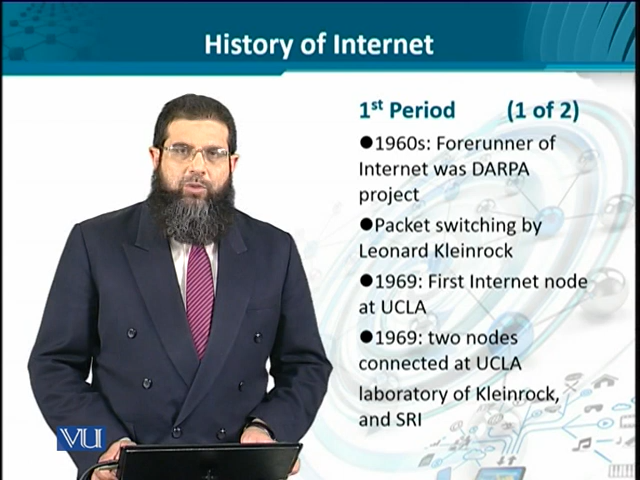 History of Internet
1st Period (1 of 2)
●1960s: Forerunner of
Internet was DARPA
project
●Packet switching by
Leonard Kleinrock
●1969: First Internet node
at UCLA
●1969: two nodes
connected at UCLA
laboratory of Kleinrock,
and SRI
VU